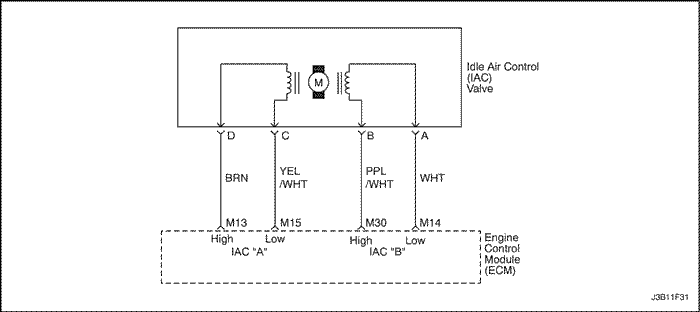 Idle Air Control
(IAC)
Valve
M
D C B A
BRN YEL
/WHT PPL
/WHT WHT
M13 M15 M30 M14
High Low High Low
IAC "A" IAC "B"
Engine
Control
Module
(ECM)
J3B11F31